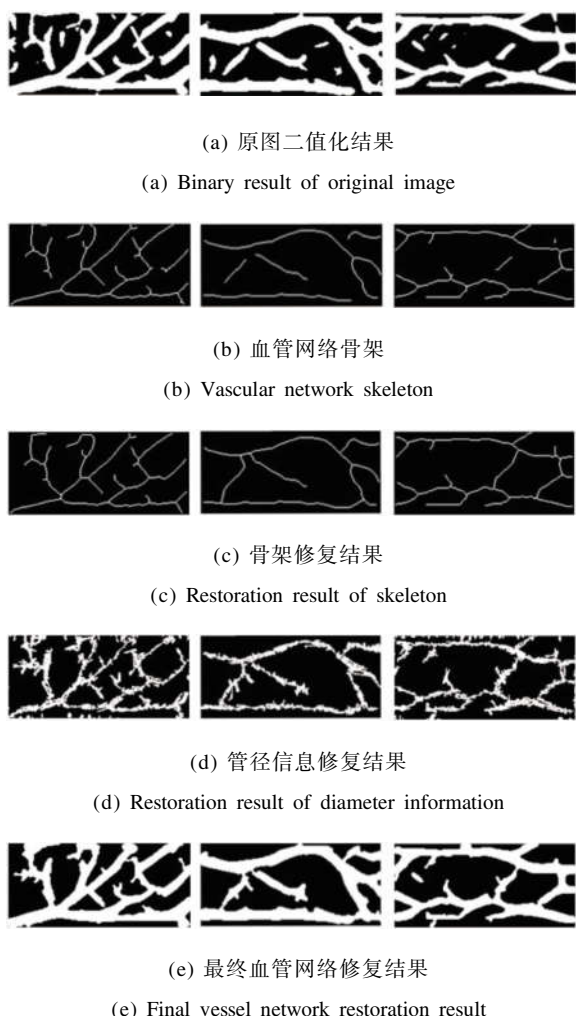 (a) 原图二值化结果
(a) Binary result of original image
(b) 血管网络骨架
(b) Vascular network skeleton
(c) 骨架修复结果
(c) Restoration result of skeleton
(d) 管径信息修复结果
(d) Restoration result of diameter information
(e) 最终血管网络修复结果
(e) Final vessel network restoration result